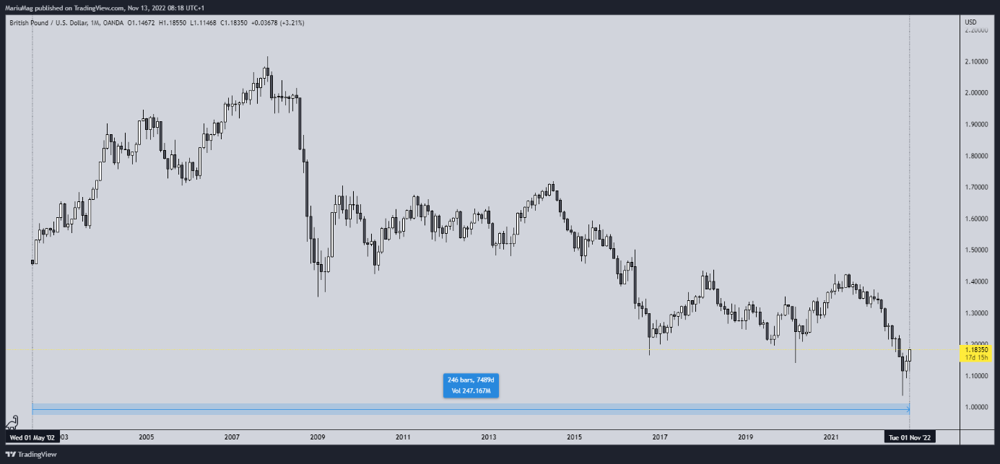 MariuMag published on TradingView.com, Nov 13, 2022 08:18 UTC+1
British Pound / U.S. Dollar, 1M, OANDA O1.14672 H1.18550 L1.11468 C1.18350 +0.03678 (+3.21%)
USD
2.20000
2.10000
2.00000
1.90000
1.80000
1.70000
1.60000
1.50000
1.40000
1.30000
1.20000
1.18350
17d 15h
1.10000
1.00000
246 bars, 7489d
Vol 247.167M
Wed 01 May '02 03 2005 2007 2009 2011 2013 2015 2017 2019 2021 Tue 01 Nov '22
TradingView